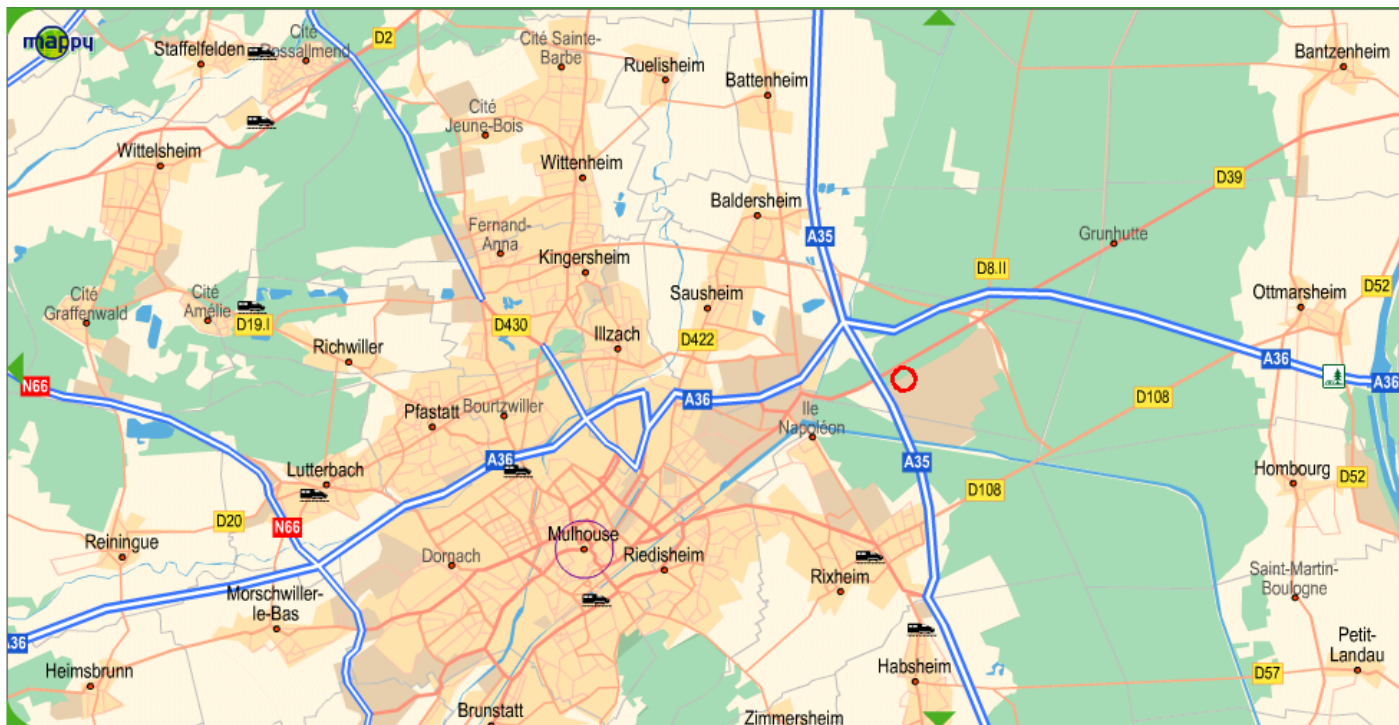 mappy
Staffelfelden
Cité
Rossallmend
D2
Cité Sainte-
Barbe
Ruelisheim
Battenheim
Bantzenheim
Cité
Jeune-Bois
Wittelsheim
Wittenheim
D39
Baldersheim
Fernand-
Anna
A35
Grunhutte
Kingersheim
D8.II
Cité
Graffenwald
Cité
Amélie
D19.I
Sausheim
Ottmarsheim
D52
Richwiller
D430
Illzach
D422
A36
A36
N66
A36
D108
Pfastatt
Bourtzwiller
Ile
Napoléon
Lutterbach
A36
A35
Hombourg
D52
D108
D20
N66
Mulhouse
Reiningue
Dornach
Riedisheim
Rixheim
Saint-Martin-
Boulogne
Morschwiller-
le-Bas
A36
Heimsbrunn
Habsheim
D57
Petit-
Landau
Brunstatt
Zimmersheim